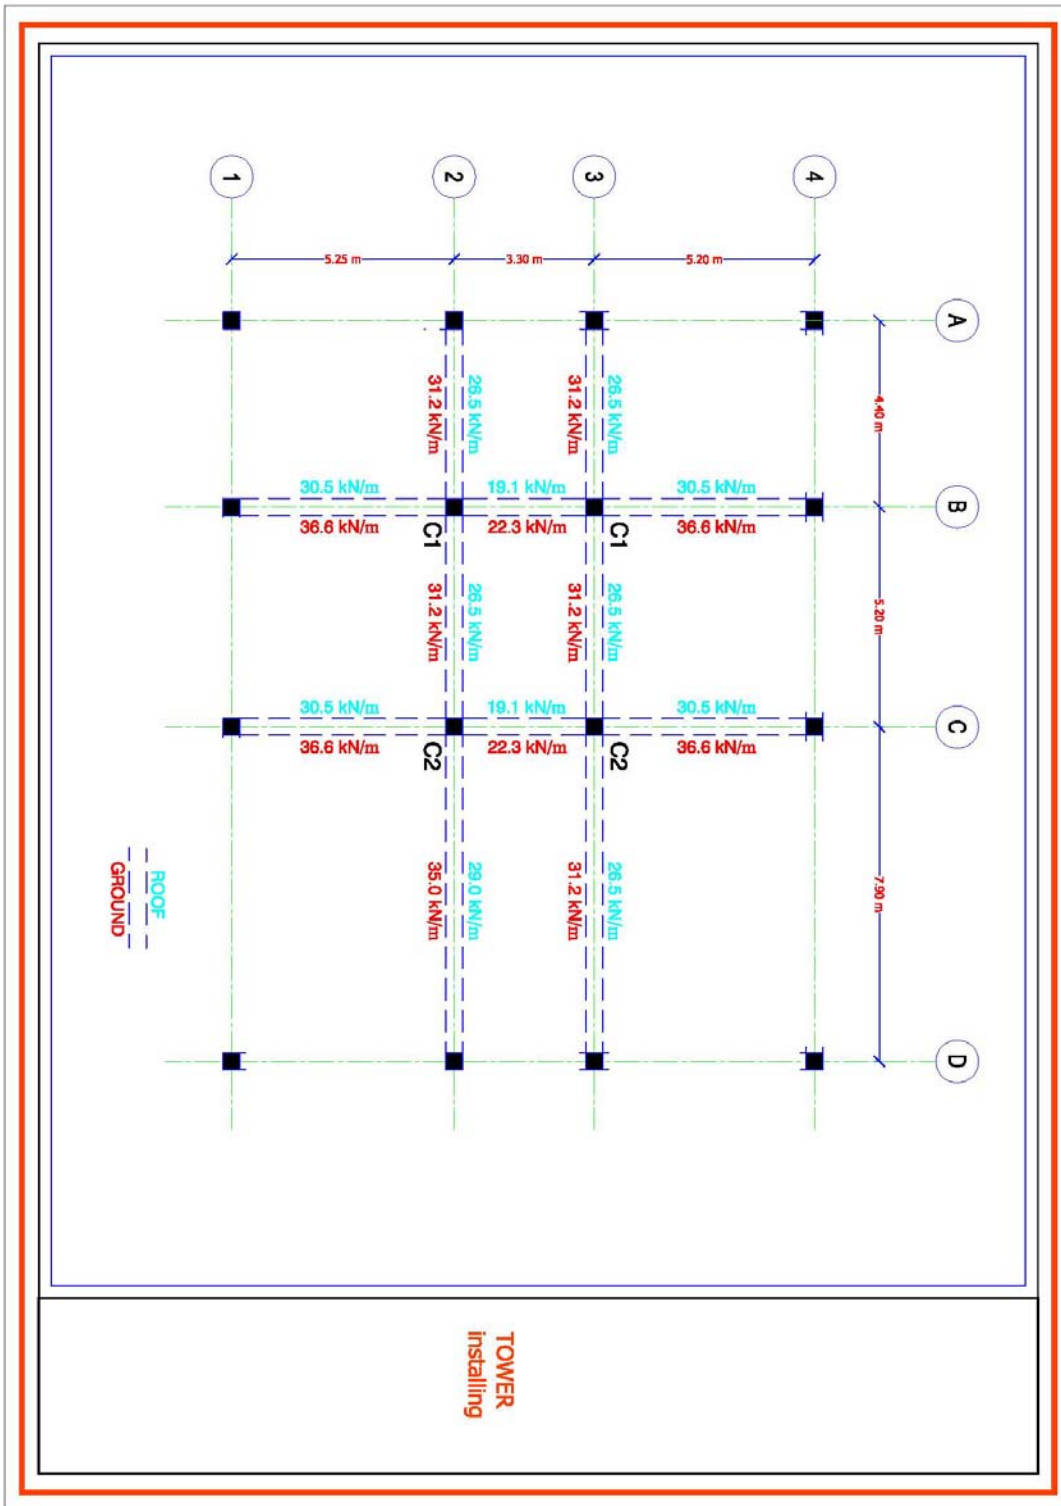 1
2
3
4
5.25 m
3.30 m
5.20 m
A
4.40 m
26.5 kN/m
31.2 kN/m
26.5 kN/m
31.2 kN/m
30.5 kN/m
19.1 kN/m
30.5 kN/m
B
36.6 kN/m
22.3 kN/m
36.6 kN/m
C1
C1
5.20 m
26.5 kN/m
31.2 kN/m
26.5 kN/m
31.2 kN/m
30.5 kN/m
19.1 kN/m
30.5 kN/m
C
36.6 kN/m
22.3 kN/m
36.6 kN/m
C2
C2
7.90 m
29.0 kN/m
35.0 kN/m
26.5 kN/m
31.2 kN/m
ROOF
GROUND
D
TOWER
installing